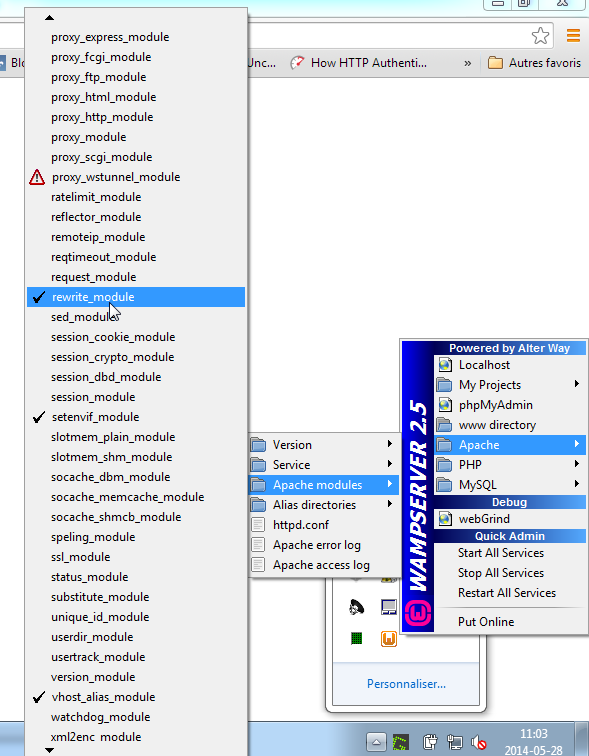 proxy_express_module
proxy_fcgi_module
proxy_ftp_module
proxy_html_module
proxy_http_module
proxy_module
proxy_scgi_module
proxy_wstunnel_module
ratelimit_module
reflector_module
remoteip_module
reqtimeout_module
request_module
rewrite_module
sed_module
session_cookie_module
session_crypto_module
session_dbd_module
session_module
setenvif_module
slotmem_plain_module
slotmem_shm_module
socache_dbm_module
socache_memcache_module
socache_shmcb_module
speling_module
ssl_module
status_module
substitute_module
unique_id_module
userdir_module
usertrack_module
version_module
vhost_alias_module
watchdog_module
xml2enc_module
Unc...
How HTTP Authenti...
»
Autres favoris
Version
Service
Apache modules
Alias directories
httpd.conf
Apache error log
Apache access log
WAMPSERVER 2.5
Powered by Alter Way
Localhost
My Projects
phpMyAdmin
www directory
Apache
PHP
MySQL
Debug
webGrind
Quick Admin
Start All Services
Stop All Services
Restart All Services
Put Online
Personnaliser...
11:03
2014-05-28